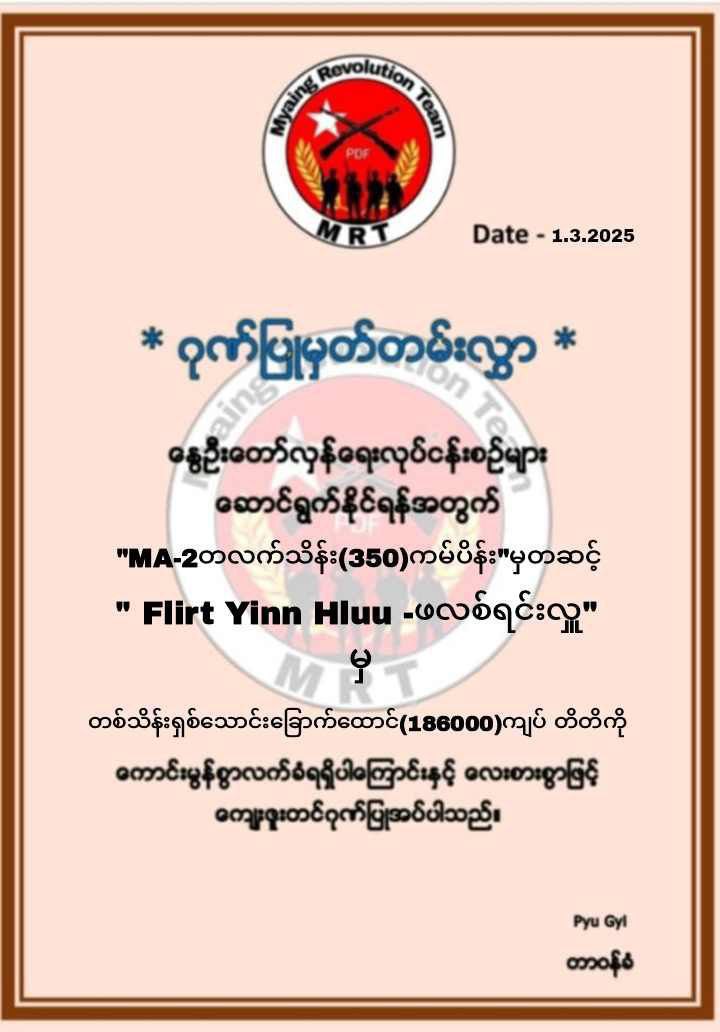 Myaing Revolution Team
PDF
MRT
Date - 1.3.2025
* ဂုဏ်ပြုမှတ်တမ်းလွှာ *
နွေဦးတော်လှန်ရေးလုပ်ငန်းစဉ်များ
ဆောင်ရွက်နိုင်ရန်အတွက်
"MA-2တလက်သိန်း(350)ကမ်ပိန်း"မှတဆင့်
" Flirt Yinn Hluu -ဖလစ်ရင်းလှူ"
မှ
တစ်သိန်းရှစ်သောင်းခြောက်ထောင်(186000)ကျပ် တိတိကို
ကောင်းမွန်စွာလက်ခံရရှိပါကြောင်းနှင့် လေးစားစွာဖြင့်
ကျေးဇူးတင်ဂုဏ်ပြုအပ်ပါသည်။
Pyu Gyi
တာဝန်ခံ